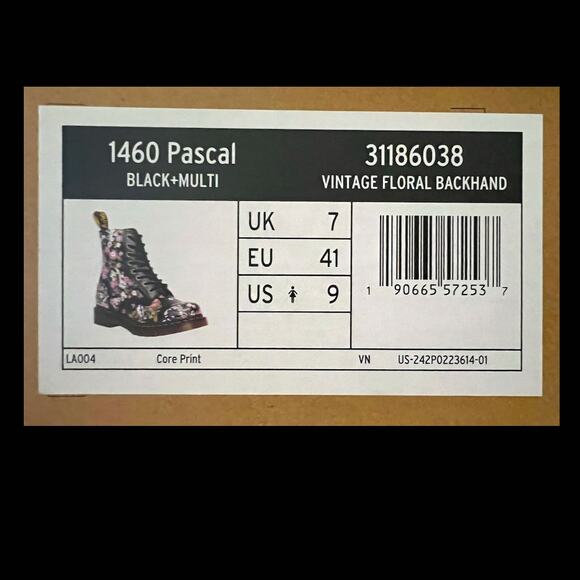 1460 Pascal
BLACK+MULTI
31186038
VINTAGE FLORAL BACKHAND
UK 7
EU 41
US 9
1 90665 57253 7
LA004 Core Print VN US-242P0223614-01